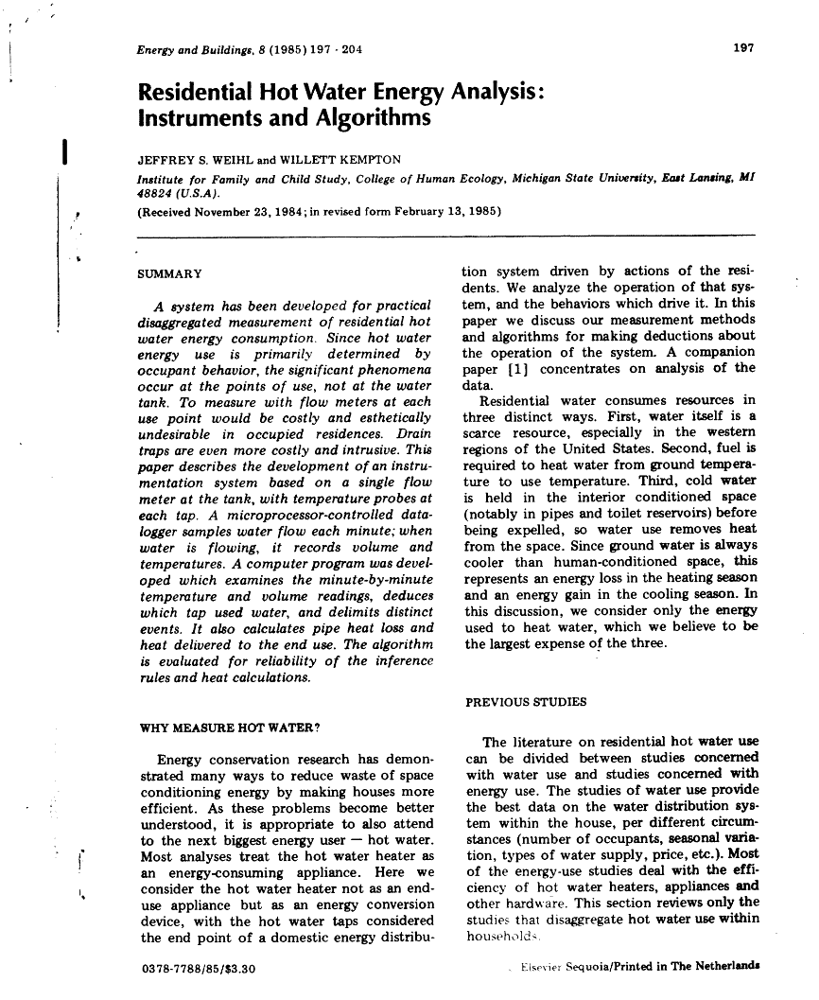 Energy and Buildings, 8 (1985) 197 - 204
197
Residential Hot Water Energy Analysis:
Instruments and Algorithms
JEFFREY S. WEIHL and WILLETT KEMPTON
Institute for Family and Child Study, College of Human Ecology, Michigan State University, East Lansing, MI
48824 (U.S.A).
(Received November 23, 1984; in revised form February 13, 1985)
SUMMARY
A system has been developed for practical
disaggregated measurement of residential hot
water energy consumption. Since hot water
energy use is primarily determined by
occupant behavior, the significant phenomena
occur at the points of use, not at the water
tank. To measure with flow meters at each
use point would be costly and esthetically
undesirable in occupied residences. Drain
traps are even more costly and intrusive. This
paper describes the development of an instru-
mentation system based on a single flow
meter at the tank, with temperature probes at
each tap. A microprocessor-controlled data-
logger samples water flow each minute; when
water is flowing, it records volume and
temperatures. A computer program was devel-
oped which examines the minute-by-minute
temperature and volume readings, deduces
which tap used water, and delimits distinct
events. It also calculates pipe heat loss and
heat delivered to the end use. The algorithm
is evaluated for reliability of the inference
rules and heat calculations.
WHY MEASURE HOT WATER?
Energy conservation research has demon-
strated many ways to reduce waste of space
conditioning energy by making houses more
efficient. As these problems become better
understood, it is appropriate to also attend
to the next biggest energy user — hot water.
Most analyses treat the hot water heater as
an energy-consuming appliance. Here we
consider the hot water heater not as an end-
use appliance but as an energy conversion
device, with the hot water taps considered
the end point of a domestic energy distribu-
tion system driven by actions of the resi-
dents. We analyze the operation of that sys-
tem, and the behaviors which drive it. In this
paper we discuss our measurement methods
and algorithms for making deductions about
the operation of the system. A companion
paper [1] concentrates on analysis of the
data.
Residential water consumes resources in
three distinct ways. First, water itself is a
scarce resource, especially in the western
regions of the United States. Second, fuel is
required to heat water from ground tempera-
ture to use temperature. Third, cold water
is held in the interior conditioned space
(notably in pipes and toilet reservoirs) before
being expelled, so water use removes heat
from the space. Since ground water is always
cooler than human-conditioned space, this
represents an energy loss in the heating season
and an energy gain in the cooling season. In
this discussion, we consider only the energy
used to heat water, which we believe to be
the largest expense of the three.
PREVIOUS STUDIES
The literature on residential hot water use
can be divided between studies concerned
with water use and studies concerned with
energy use. The studies of water use provide
the best data on the water distribution sys-
tem within the house, per different circum-
stances (number of occupants, seasonal varia-
tion, types of water supply, price, etc.). Most
of the energy-use studies deal with the effi-
ciency of hot water heaters, appliances and
other hardware. This section reviews only the
studies that disaggregate hot water use within
households.
0378-7788/85/$3.30
Elsevier Sequoia/Printed in The Netherlands